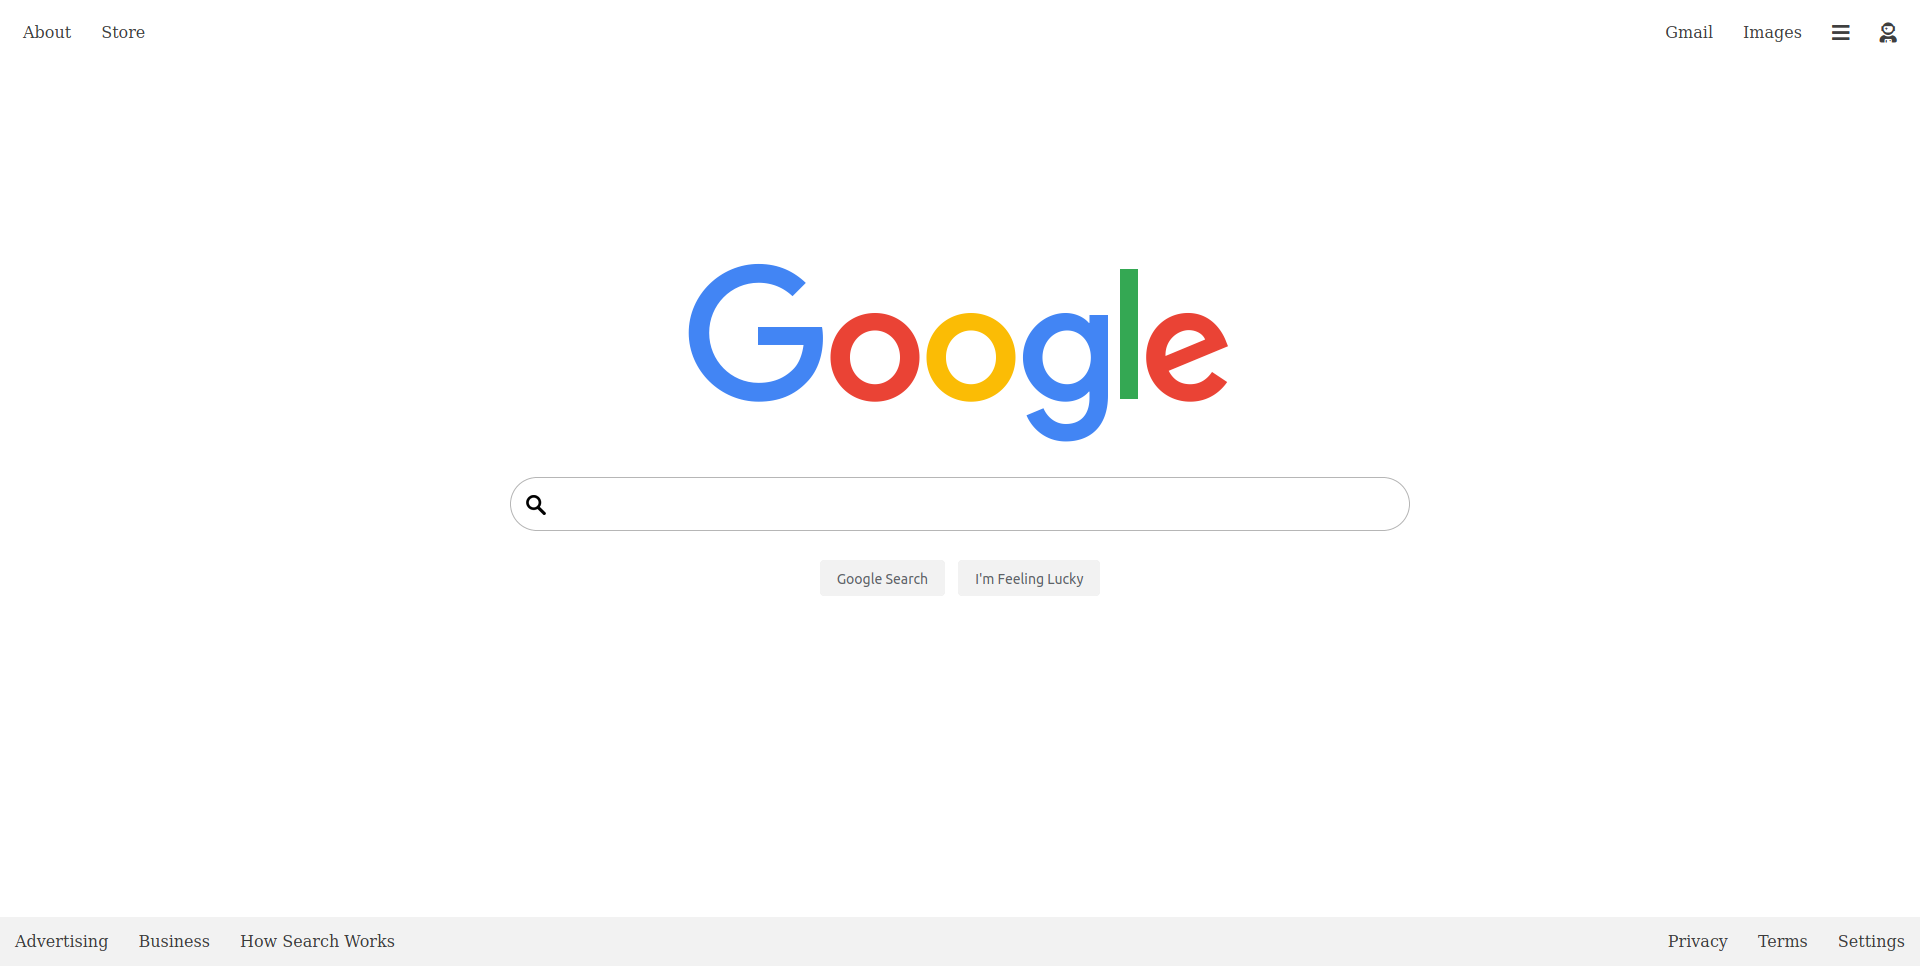 About Store Gmail Images
Google
Google Search I'm Feeling Lucky
Advertising Business How Search Works Privacy Terms Settings